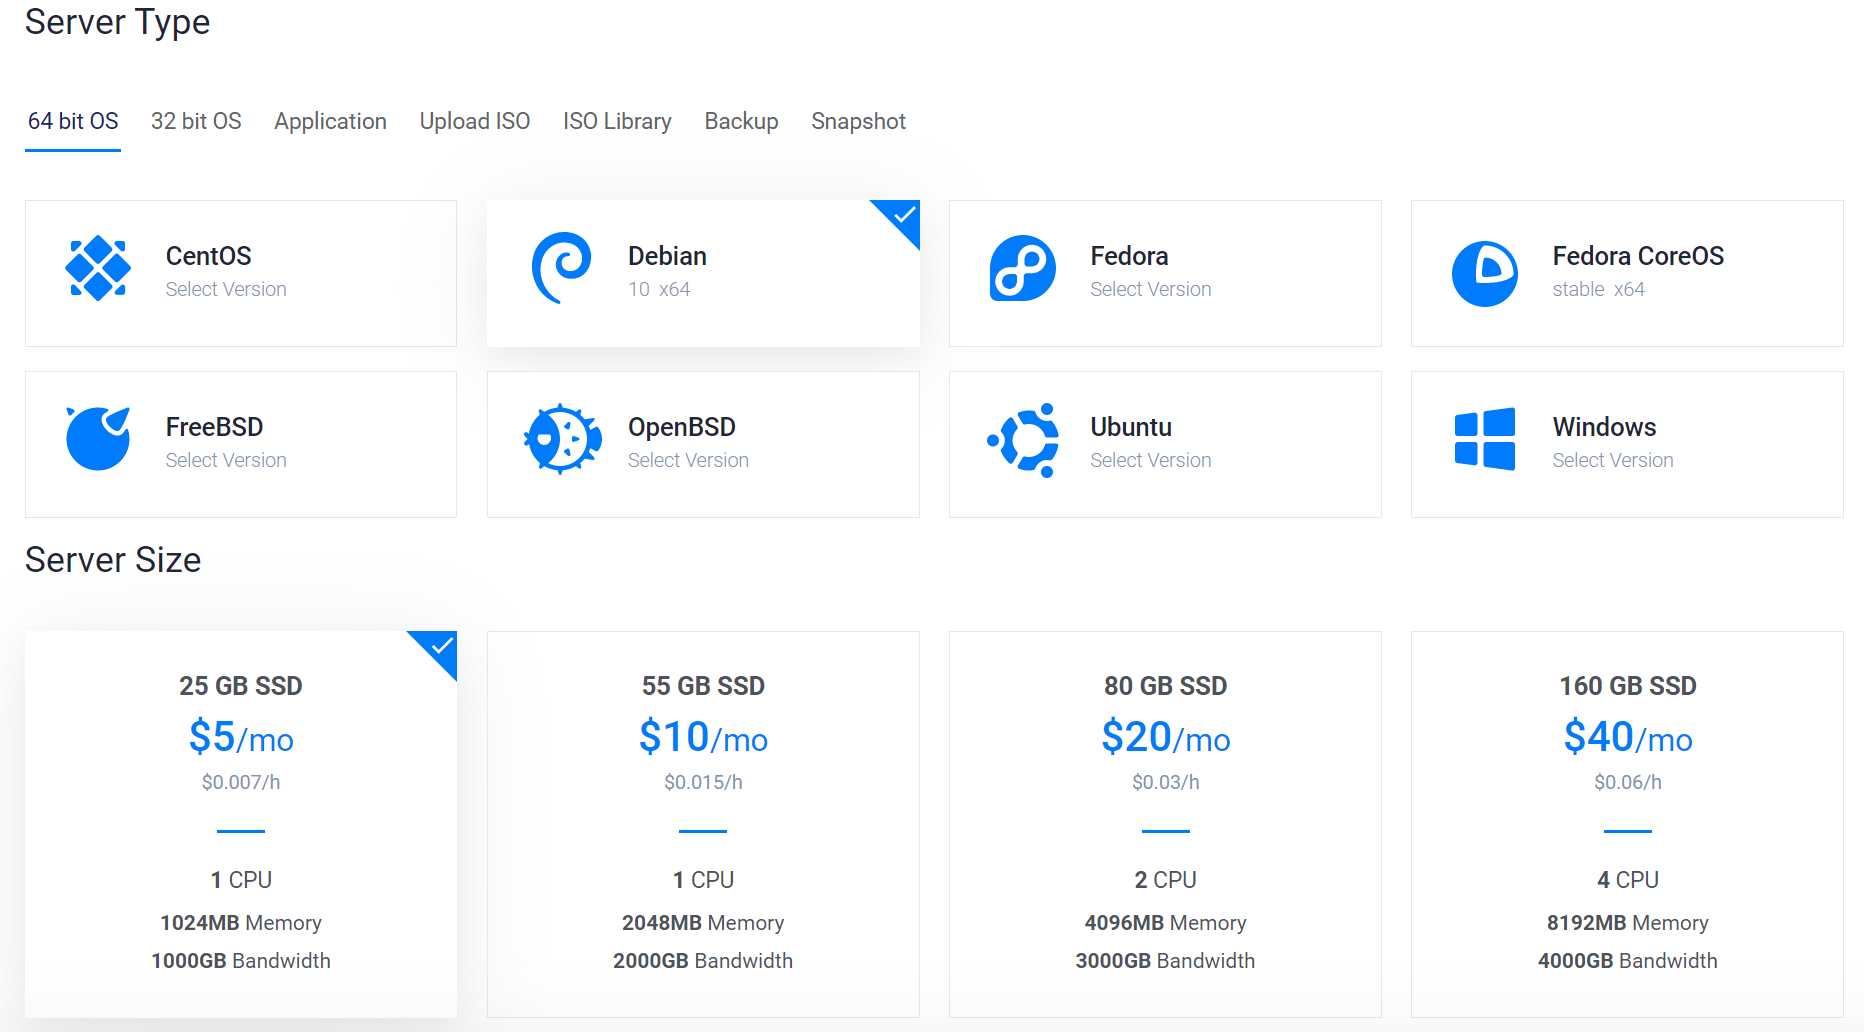 Server Type
64 bit OS 32 bit OS Application Upload ISO ISO Library Backup Snapshot
CentOS
Select Version
Debian
10 x64
Fedora
Select Version
Fedora CoreOS
stable x64
FreeBSD
Select Version
OpenBSD
Select Version
Ubuntu
Select Version
Windows
Select Version
Server Size
25 GB SSD
$5/mo
$0.007/h
1 CPU
1024MB Memory
1000GB Bandwidth
55 GB SSD
$10/mo
$0.015/h
1 CPU
2048MB Memory
2000GB Bandwidth
80 GB SSD
$20/mo
$0.03/h
2 CPU
4096MB Memory
3000GB Bandwidth
160 GB SSD
$40/mo
$0.06/h
4 CPU
8192MB Memory
4000GB Bandwidth